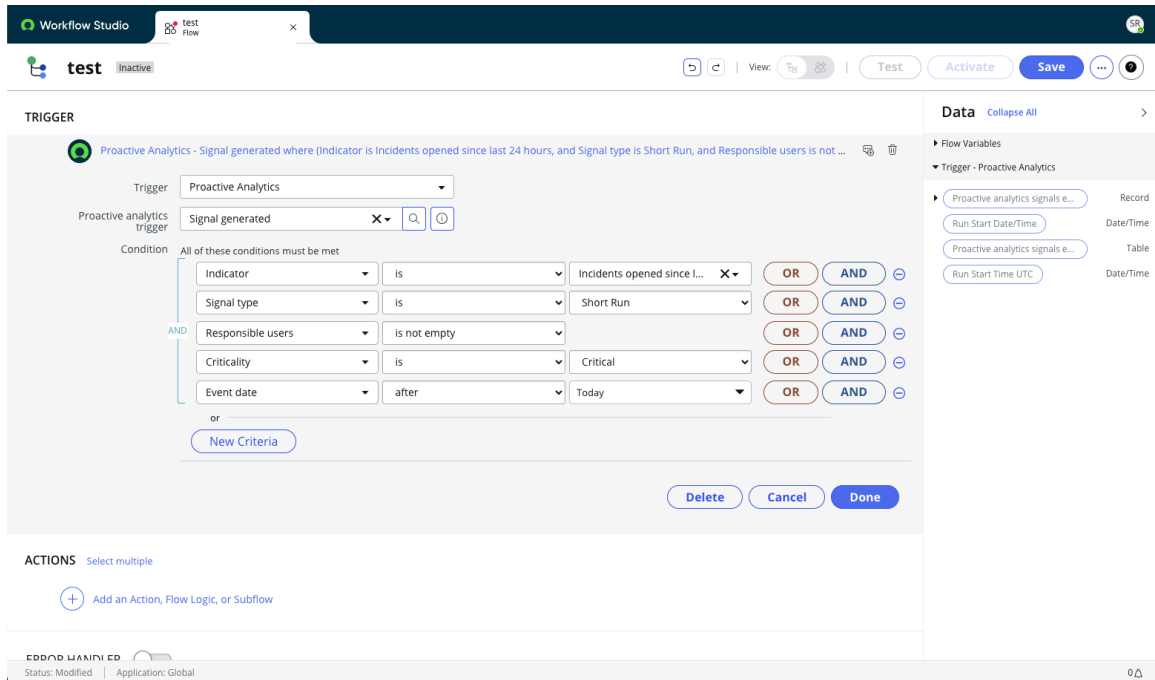 Workflow Studio
test
Flow
SR
test Inactive
View:
Test
Activate
Save
TRIGGER
Proactive Analytics - Signal generated where (Indicator is Incidents opened since last 24 hours, and Signal type is Short Run, and Responsible users is not ...
Trigger
Proactive Analytics
Proactive analytics
trigger
Signal generated
Condition
All of these conditions must be met
AND
Indicator is Incidents opened since l... OR AND
Signal type is Short Run OR AND
Responsible users is not empty OR AND
Criticality is Critical OR AND
Event date after Today OR AND
or
New Criteria
Delete Cancel Done
ACTIONS Select multiple
Add an Action, Flow Logic, or Subflow
ERROR HANDLER
Data Collapse All
Flow Variables
Trigger - Proactive Analytics
Proactive analytics signals e... Record
Run Start Date/Time Date/Time
Proactive analytics signals e... Table
Run Start Time UTC Date/Time
Status: Modified Application: Global
0